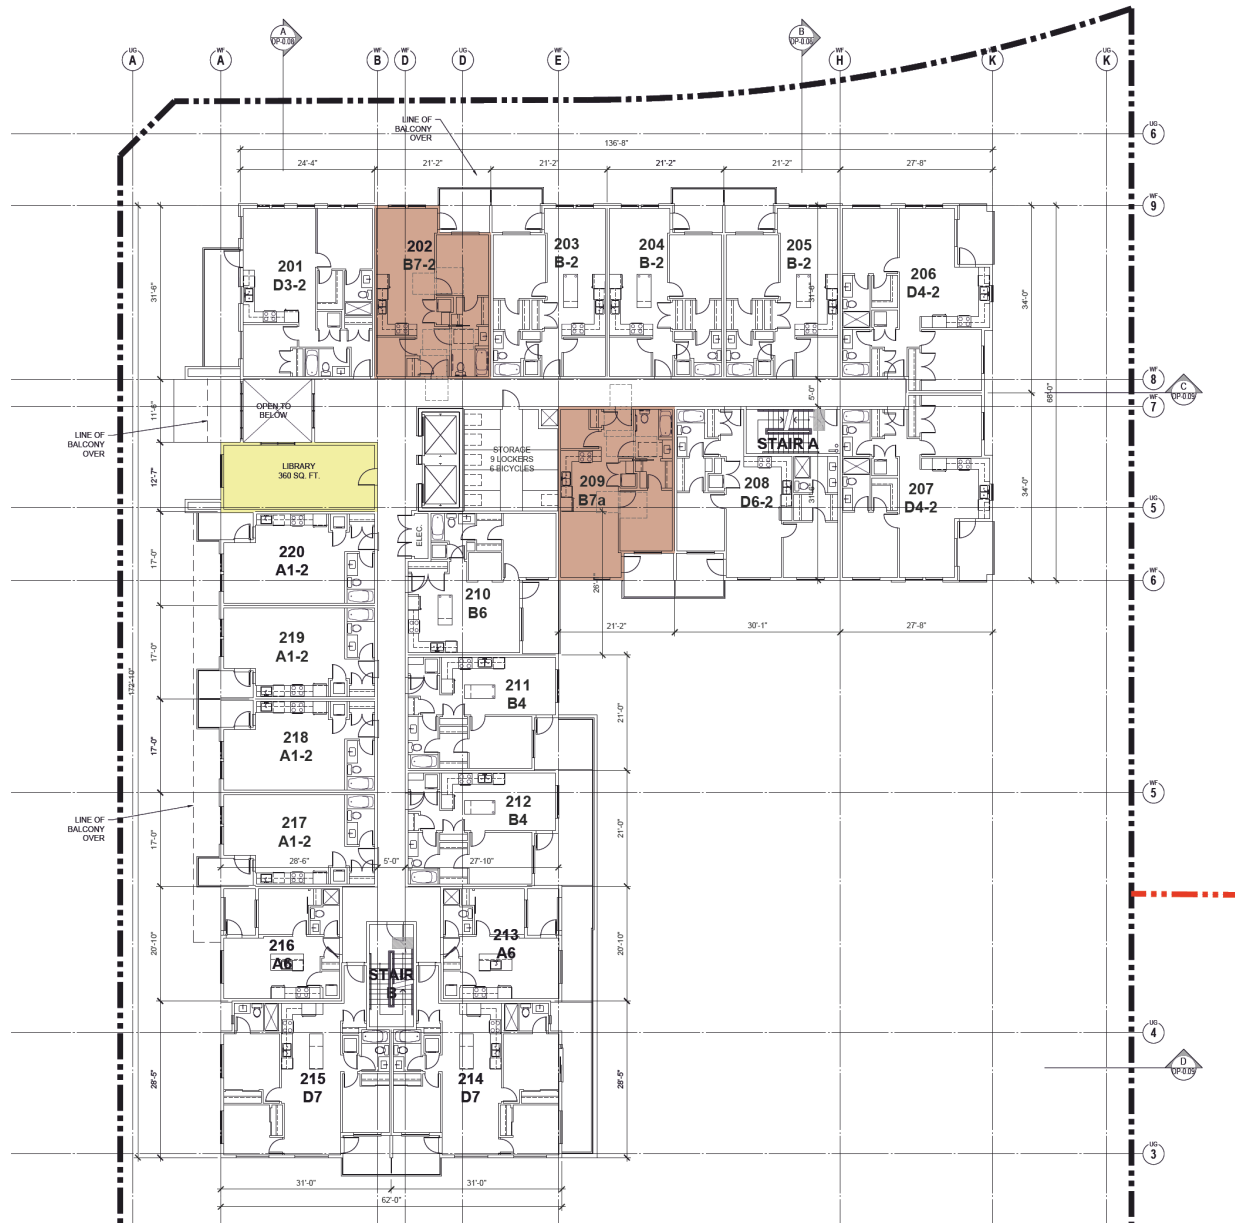 A
OP-0.08
B
OP-0.08
UG
A
WF
A
WF
B
WF
D
UG
D
WF
E
WF
H
WF
K
UG
K
LINE OF
BALCONY
OVER
UG
6
136'-8"
24'-4"
21'-2"
21'-2"
21'-2"
21'-2"
27'-8"
WF
9
201
D3-2
202
B7-2
203
B-2
204
B-2
205
B-2
206
D4-2
31'-6"
31'-6"
34'-0"
68'-0"
WF
8
C
OP-0.09
WF
7
11'-6"
5'-0"
OPEN TO
BELOW
LINE OF
BALCONY
OVER
STAIR A
LIBRARY
360 SQ. FT.
12'-7"
STORAGE
9 LOCKERS
6 BICYCLES
209
B7a
208
D6-2
31'-6"
207
D4-2
34'-0"
UG
5
ELEC.
220
A1-2
17'-0"
210
B6
26'-1"
WF
6
21'-2"
30'-1"
27'-8"
219
A1-2
17'-0"
172'-10"
211
B4
21'-0"
218
A1-2
17'-0"
WF
5
212
B4
21'-0"
217
A1-2
17'-0"
LINE OF
BALCONY
OVER
28'-6"
5'-0"
27'-10"
216
A6
20'-10"
213
A6
20'-10"
STAIR
B
UG
4
215
D7
214
D7
28'-5"
28'-5"
D
OP-0.09
UG
3
31'-0"
31'-0"
62'-0"